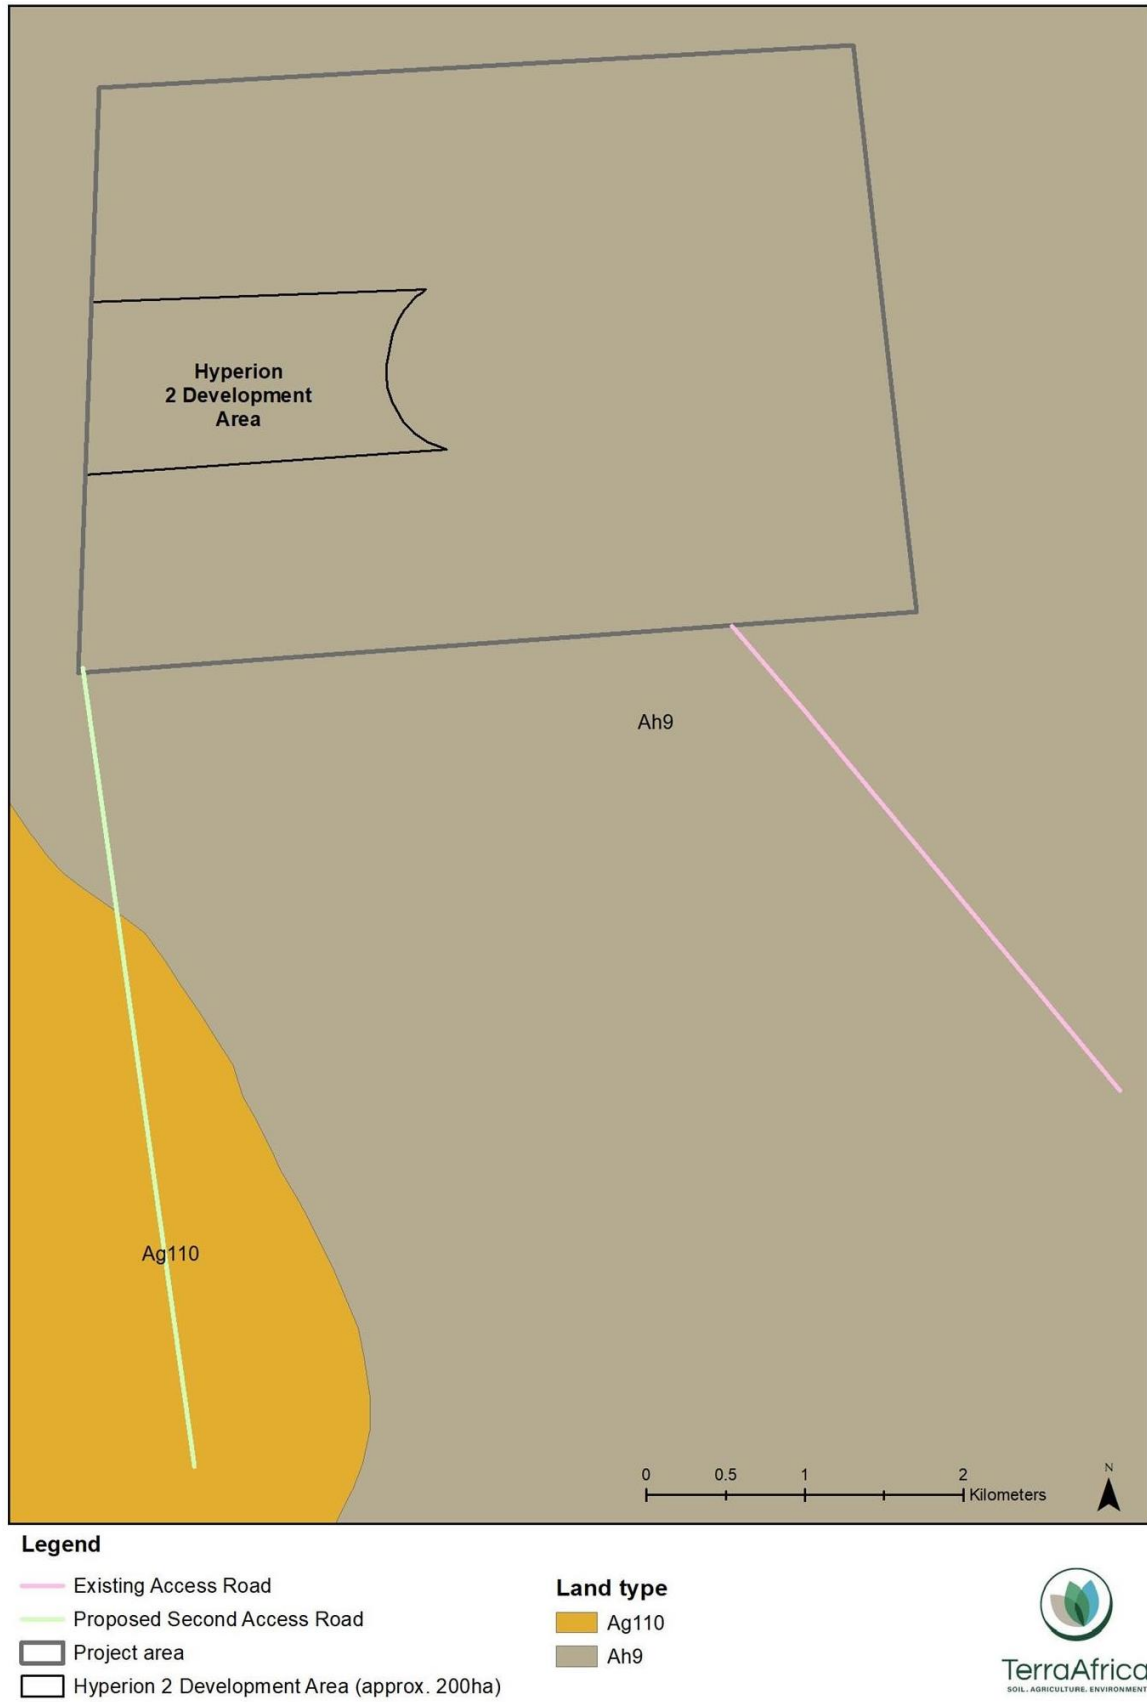 Hyperion
2 Development
Area
Ah9
Ag110
0 0.5 1 2
Kilometers
N
Legend
Existing Access Road
Proposed Second Access Road
Project area
Hyperion 2 Development Area (approx. 200ha)
Land type
Ag110
Ah9
TerraAfrica
SOIL. AGRICULTURE. ENVIRONMENT